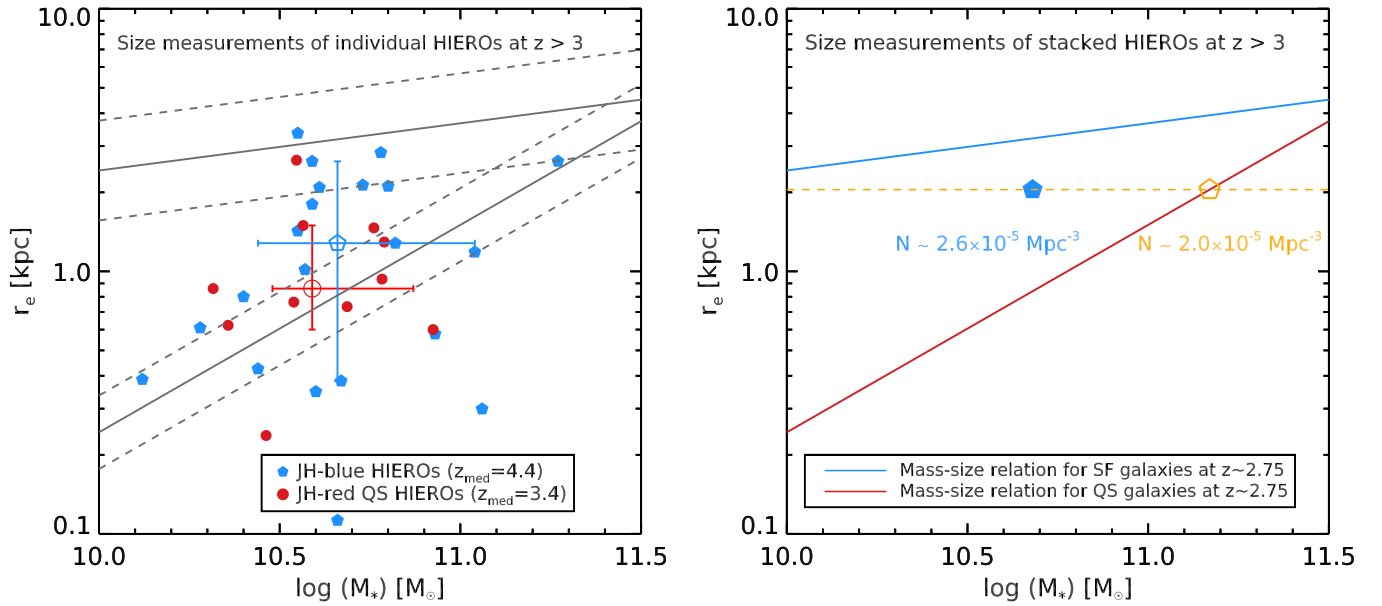 Size measurements of individual HIEROs at z > 3
10.0
1.0
0.1
r_e [kpc]
JH-blue HIEROs (z_med=4.4)
JH-red QS HIEROs (z_med=3.4)
10.0 10.5 11.0 11.5
log (M_*) [M_☉]
Size measurements of stacked HIEROs at z > 3
10.0
1.0
0.1
r_e [kpc]
N ~ 2.6×10^-5 Mpc^-3
N ~ 2.0×10^-5 Mpc^-3
Mass-size relation for SF galaxies at z~2.75
Mass-size relation for QS galaxies at z~2.75
10.0 10.5 11.0 11.5
log (M_*) [M_☉]